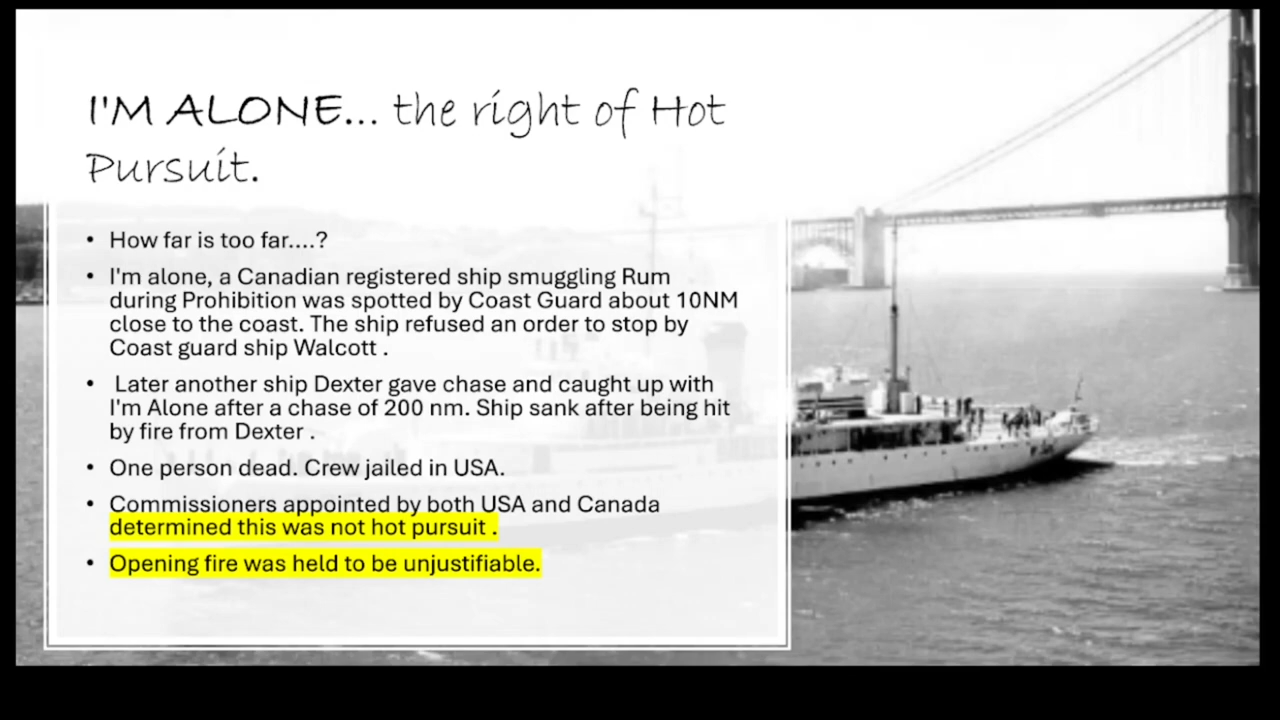 I'M ALONE... the right of Hot
Pursuit.
• How far is too far....?
• I'm alone, a Canadian registered ship smuggling Rum
during Prohibition was spotted by Coast Guard about 10NM
close to the coast. The ship refused an order to stop by
Coast guard ship Walcott .
• Later another ship Dexter gave chase and caught up with
I'm Alone after a chase of 200 nm. Ship sank after being hit
by fire from Dexter .
• One person dead. Crew jailed in USA.
• Commissioners appointed by both USA and Canada
determined this was not hot pursuit .
• Opening fire was held to be unjustifiable.